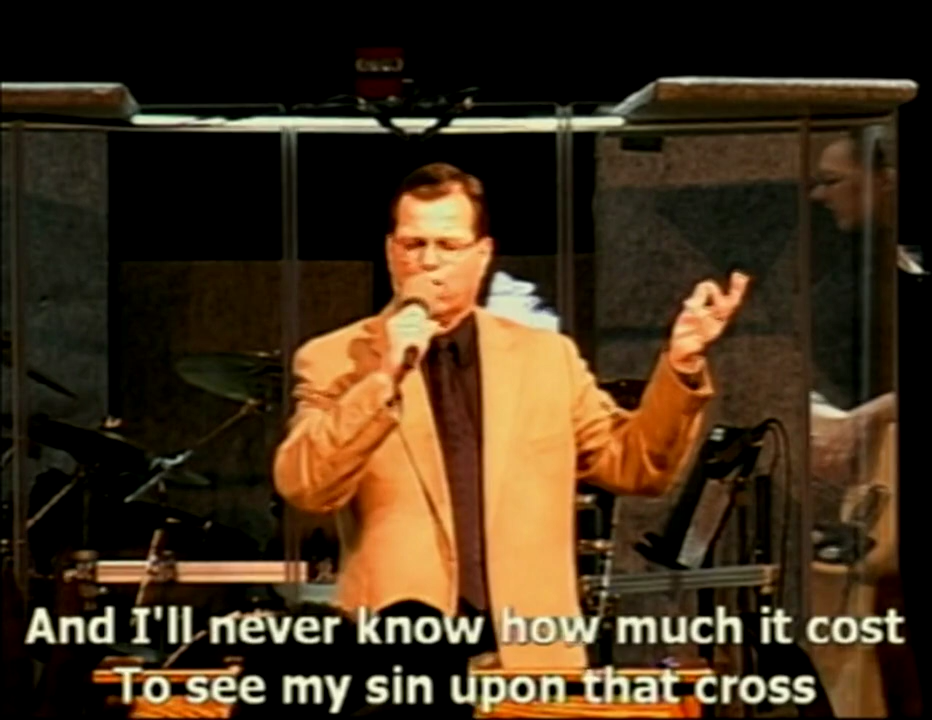 And I'll never know how much it cost
To see my sin upon that cross